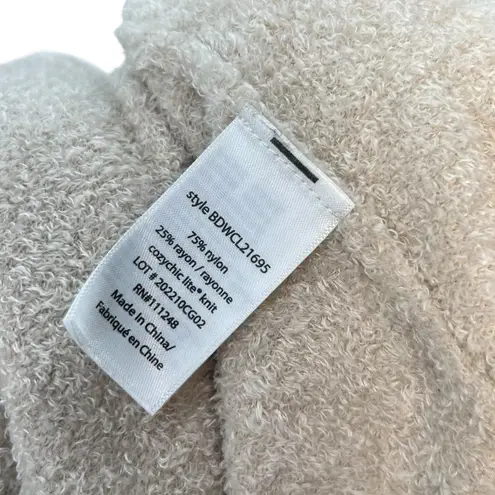 style BDWCL21695
75% nylon
25% rayon / rayonne
cozychic lite® knit
LOT # 202210CG02
RN#111248
Made in China/
Fabriqué en Chine